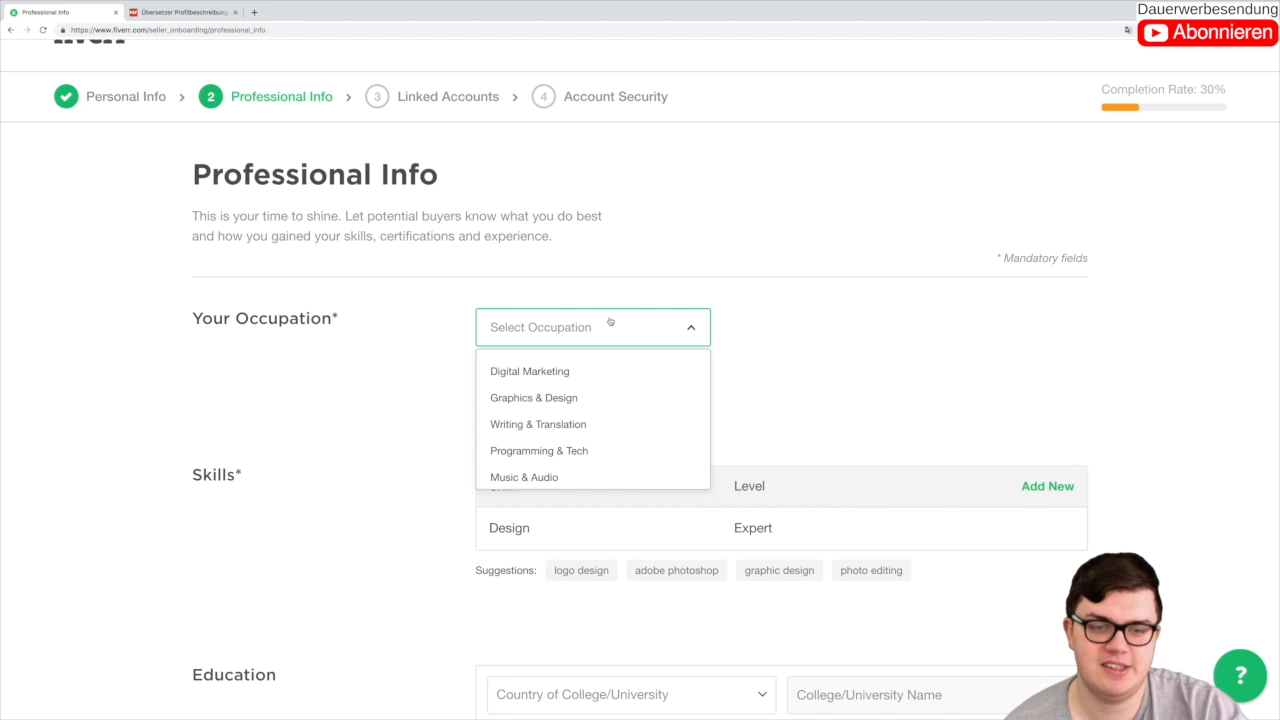 Professional Info
Übersetzer Profilbeschreibung
Dauerwerbesendung
https://www.fiverr.com/seller_onboarding/professional_info
Abonnieren
fiverr
Personal Info
2 Professional Info
3 Linked Accounts
4 Account Security
Completion Rate: 30%
Professional Info
This is your time to shine. Let potential buyers know what you do best
and how you gained your skills, certifications and experience.
* Mandatory fields
Your Occupation*
Select Occupation
Digital Marketing
Graphics & Design
Writing & Translation
Programming & Tech
Music & Audio
Skills*
Level
Add New
Design
Expert
Suggestions: logo design adobe photoshop graphic design photo editing
Education
Country of College/University
College/University Name
?